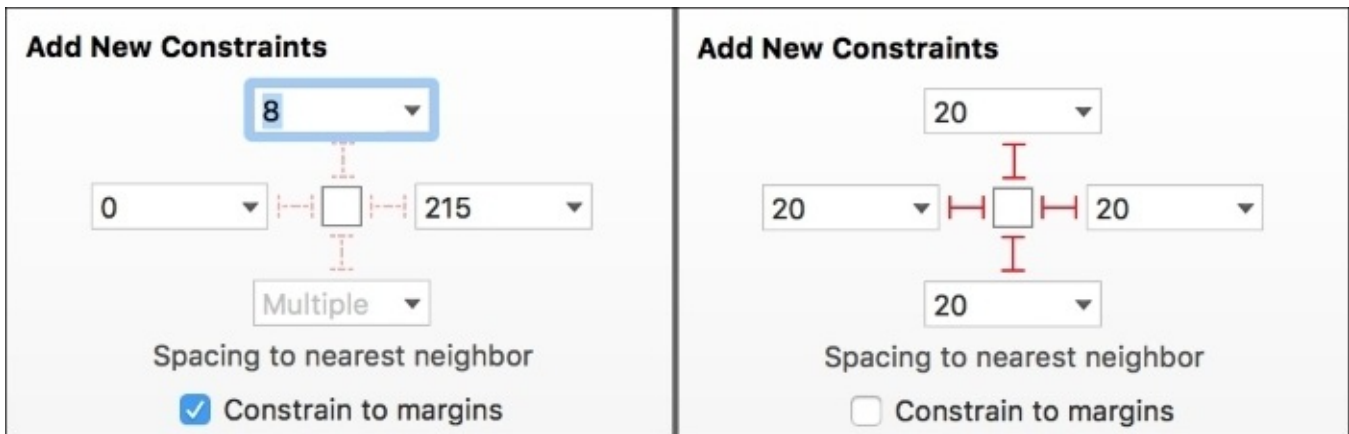 Add New Constraints
8
0
215
Multiple
Spacing to nearest neighbor
Constrain to margins
Add New Constraints
20
20
20
20
Spacing to nearest neighbor
Constrain to margins